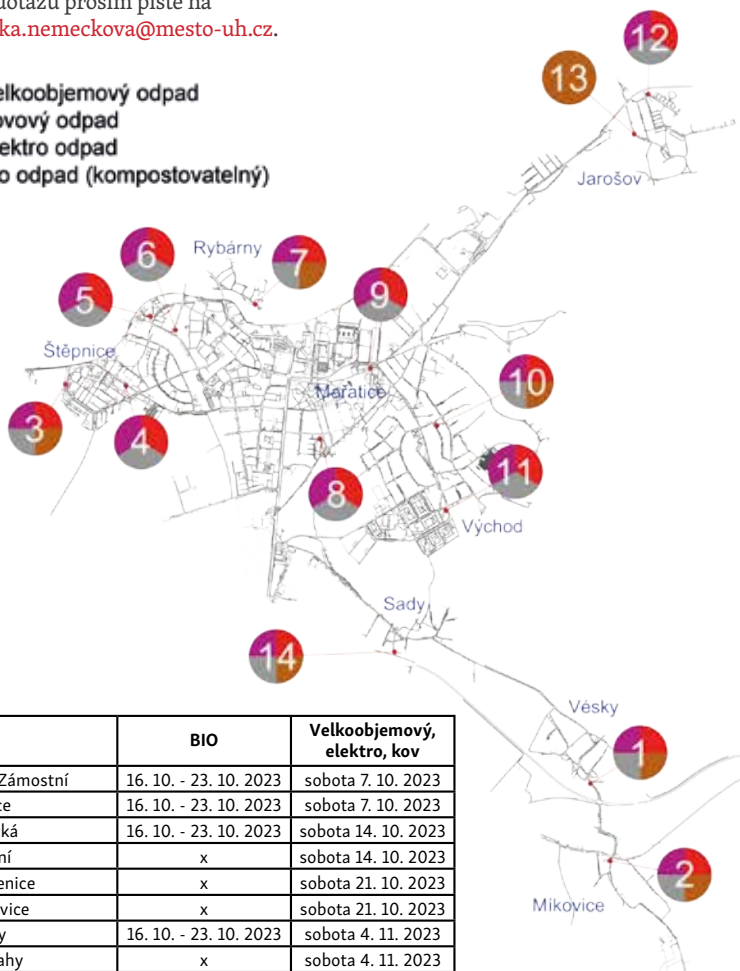 dotazů prosím pište na
ka.nemeckova@mesto-uh.cz.
elkoobjemový odpad
ovový odpad
ektro odpad
o odpad (kompostovatelný)
12
13
Jarošov
6
Rybárny
7
5
9
Štěpnice
Mařatice
10
3
4
11
8
Východ
Sady
14
Vésky
1
2
Míkovice
BIO
Velkoobjemový,
elektro, kov
Zámostní 16. 10. - 23. 10. 2023 sobota 7. 10. 2023
ce 16. 10. - 23. 10. 2023 sobota 7. 10. 2023
ká 16. 10. - 23. 10. 2023 sobota 14. 10. 2023
ní x sobota 14. 10. 2023
enice x sobota 21. 10. 2023
vice x sobota 21. 10. 2023
y 16. 10. - 23. 10. 2023 sobota 4. 11. 2023
ahy x sobota 4. 11. 2023